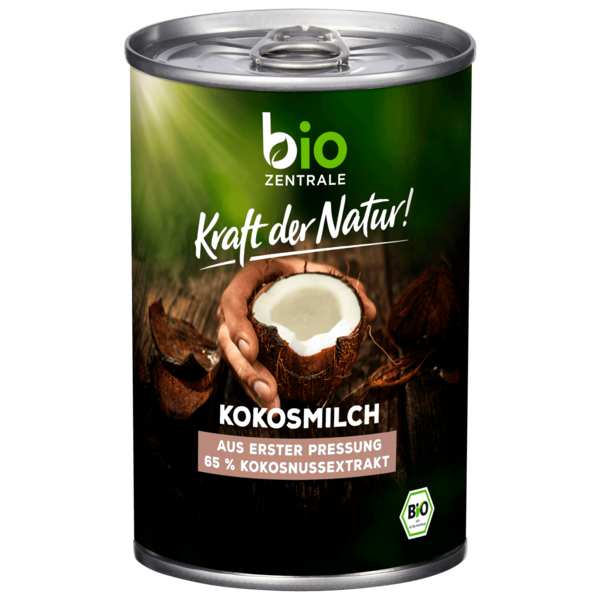 bio
ZENTRALE
Kraft der Natur!
KOKOSMILCH
AUS ERSTER PRESSUNG
65 % KOKOSNUSSEXTRAKT
BiO